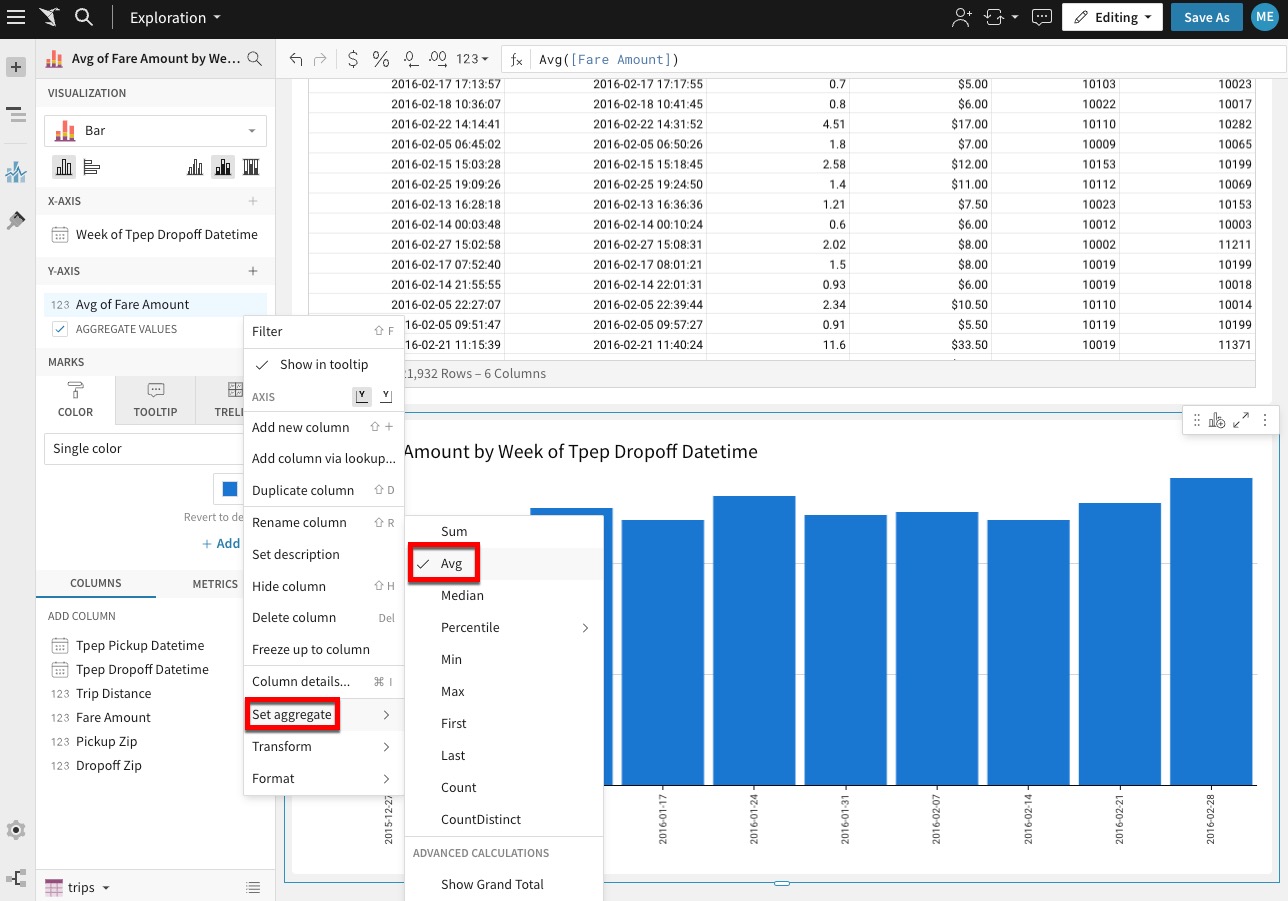 Exploration
Editing
Save As
ME
Avg of Fare Amount by We...
$ % .0 .00 123
fx Avg([Fare Amount])
VISUALIZATION
Bar
X-AXIS
Week of Tpep Dropoff Datetime
Y-AXIS
123 Avg of Fare Amount
AGGREGATE VALUES
MARKS
COLOR
TOOLTIP
TREL
Single color
Revert to de
+ Add
COLUMNS
METRICS
ADD COLUMN
Tpep Pickup Datetime
Tpep Dropoff Datetime
123 Trip Distance
123 Fare Amount
123 Pickup Zip
123 Dropoff Zip
trips
2016-02-17 17:13:57 2016-02-17 17:17:55 0.7 $5.00 10103 10023
2016-02-18 10:36:07 2016-02-18 10:41:45 0.8 $6.00 10022 10017
2016-02-22 14:14:41 2016-02-22 14:31:52 4.51 $17.00 10110 10282
2016-02-05 06:45:02 2016-02-05 06:50:26 1.8 $7.00 10009 10065
2016-02-15 15:03:28 2016-02-15 15:18:45 2.58 $12.00 10153 10199
2016-02-25 19:09:26 2016-02-25 19:24:50 1.4 $11.00 10112 10069
2016-02-13 16:28:18 2016-02-13 16:36:36 1.21 $7.50 10023 10153
2016-02-14 00:03:48 2016-02-14 00:10:24 0.6 $6.00 10012 10003
2016-02-27 15:02:58 2016-02-27 15:08:31 2.02 $8.00 10002 11211
2016-02-17 07:52:40 2016-02-17 08:01:21 1.5 $8.00 10019 10199
2016-02-14 21:55:55 2016-02-14 22:01:31 0.93 $6.00 10019 10018
2016-02-05 22:27:07 2016-02-05 22:39:44 2.34 $10.50 10110 10014
2016-02-05 09:51:47 2016-02-05 09:57:27 0.91 $5.50 10119 10199
16-02-21 11:15:39 2016-02-21 11:40:24 11.6 $33.50 10019 11371
1,932 Rows – 6 Columns
Filter ⇧ F
Show in tooltip
AXIS Y Y
Add new column ⇧ +
Add column via lookup...
Duplicate column ⇧ D
Rename column ⇧ R
Set description
Hide column ⇧ H
Delete column Del
Freeze up to column
Column details... ⌘ I
Set aggregate
Transform
Format
Sum
Avg
Median
Percentile
Min
Max
First
Last
Count
CountDistinct
ADVANCED CALCULATIONS
Show Grand Total
Amount by Week of Tpep Dropoff Datetime
2015-12-27
2016-01-17
2016-01-24
2016-01-31
2016-02-07
2016-02-14
2016-02-21
2016-02-28